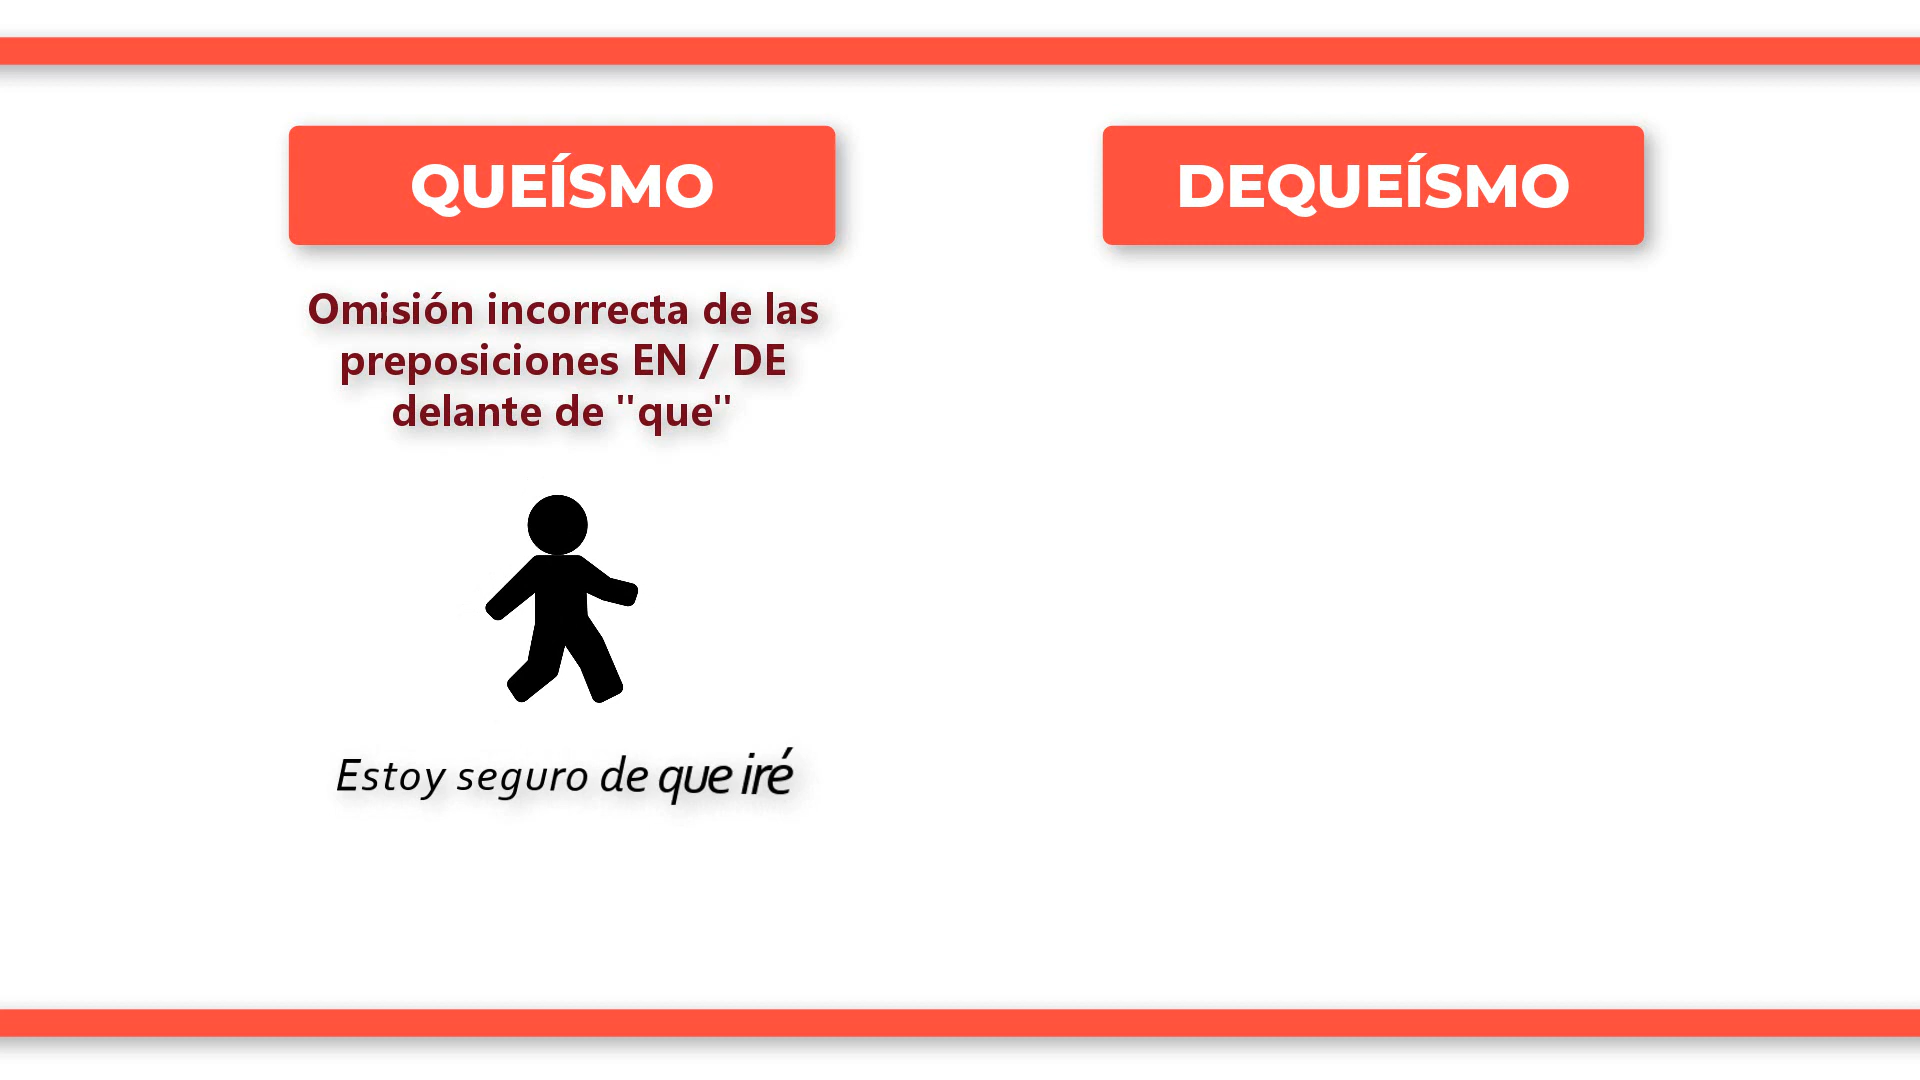 QUEÍSMO
DEQUEÍSMO
Omisión incorrecta de las
preposiciones EN / DE
delante de "que"
Estoy seguro de que iré